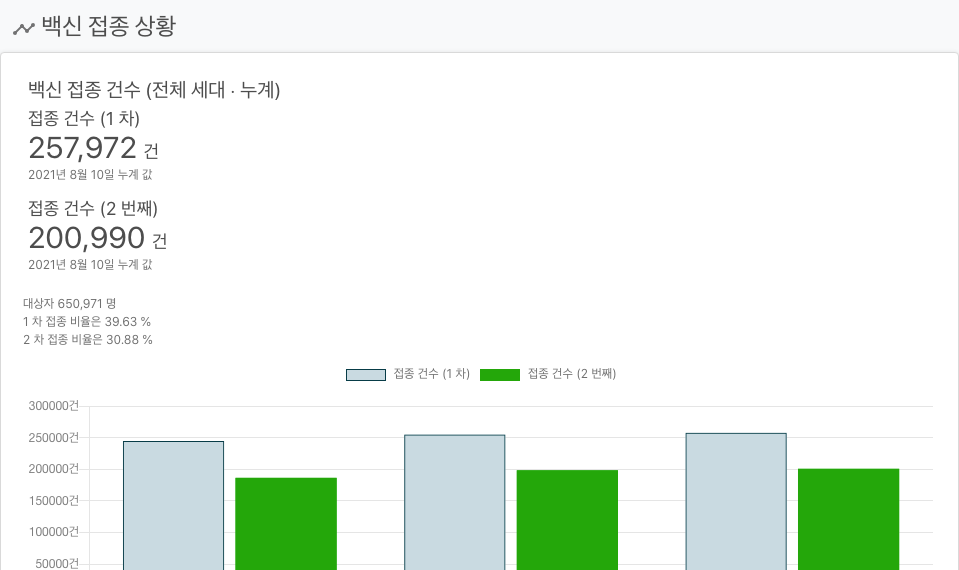 백신 접종 상황
백신 접종 건수 (전체 세대 · 누계)
접종 건수 (1 차)
257,972 건
2021년 8월 10일 누계 값
접종 건수 (2 번째)
200,990 건
2021년 8월 10일 누계 값
대상자 650,971 명
1 차 접종 비율은 39.63 %
2 차 접종 비율은 30.88 %
접종 건수 (1 차) 접종 건수 (2 번째)
300000건
250000건
200000건
150000건
100000건
50000건